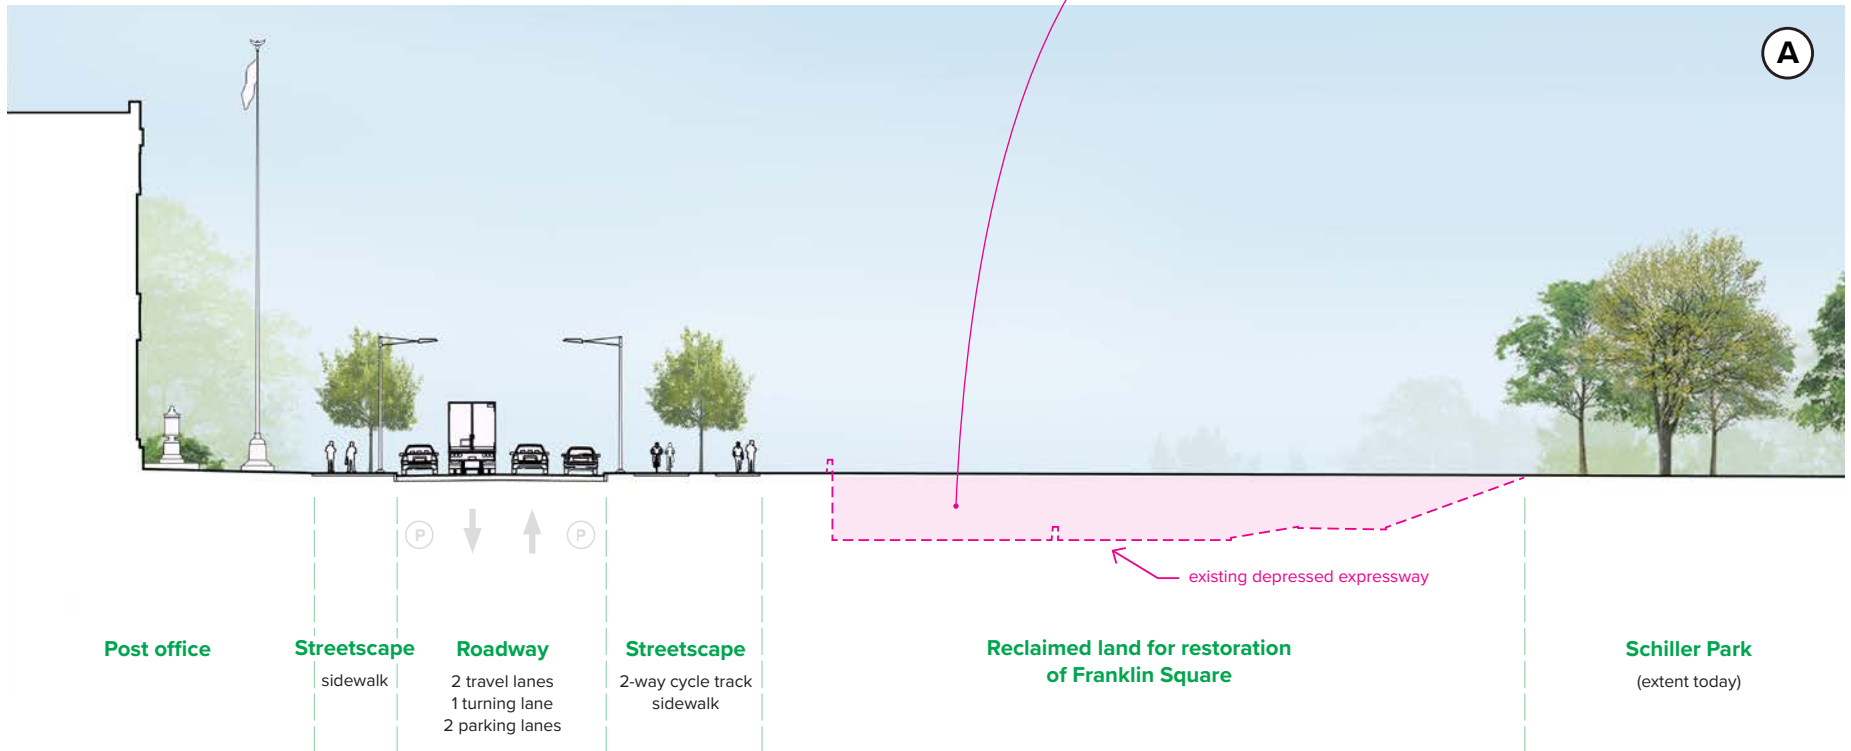 A
P
P
existing depressed expressway
Post office
Streetscape
sidewalk
Roadway
2 travel lanes
1 turning lane
2 parking lanes
Streetscape
2-way cycle track
sidewalk
Reclaimed land for restoration
of Franklin Square
Schiller Park
(extent today)